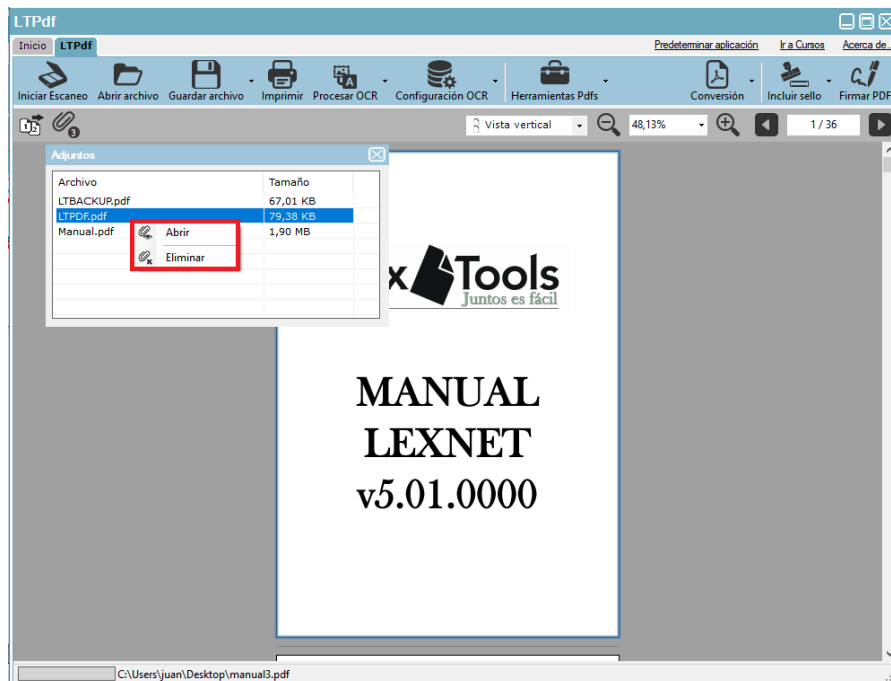 LTPdf
Inicio LTPdf Predeterminar aplicación Ir a Cursos Acerca de...
Iniciar Escaneo Abrir archivo Guardar archivo Imprimir Procesar OCR Configuración OCR Herramientas Pdfs Conversión Incluir sello Firmar PDF
3 Vista vertical 48,13% 1 / 36
Adjuntos
Archivo Tamaño
LTBACKUP.pdf 67,01 KB
LTPDF.pdf 79,38 KB
Manual.pdf 1,90 MB
Abrir
Eliminar
x Tools
Juntos es fácil
MANUAL
LEXNET
v5.01.0000
C:\Users\juan\Desktop\manual3.pdf